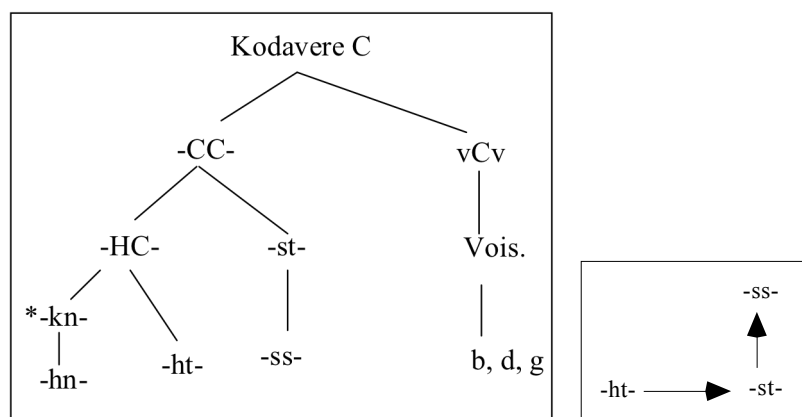 Kodavere C
-CC- vCv
-HC- -st- Vois.
*-kn-
-hn- -ht- -ss- b, d, g
-ss-
-ht- -st-